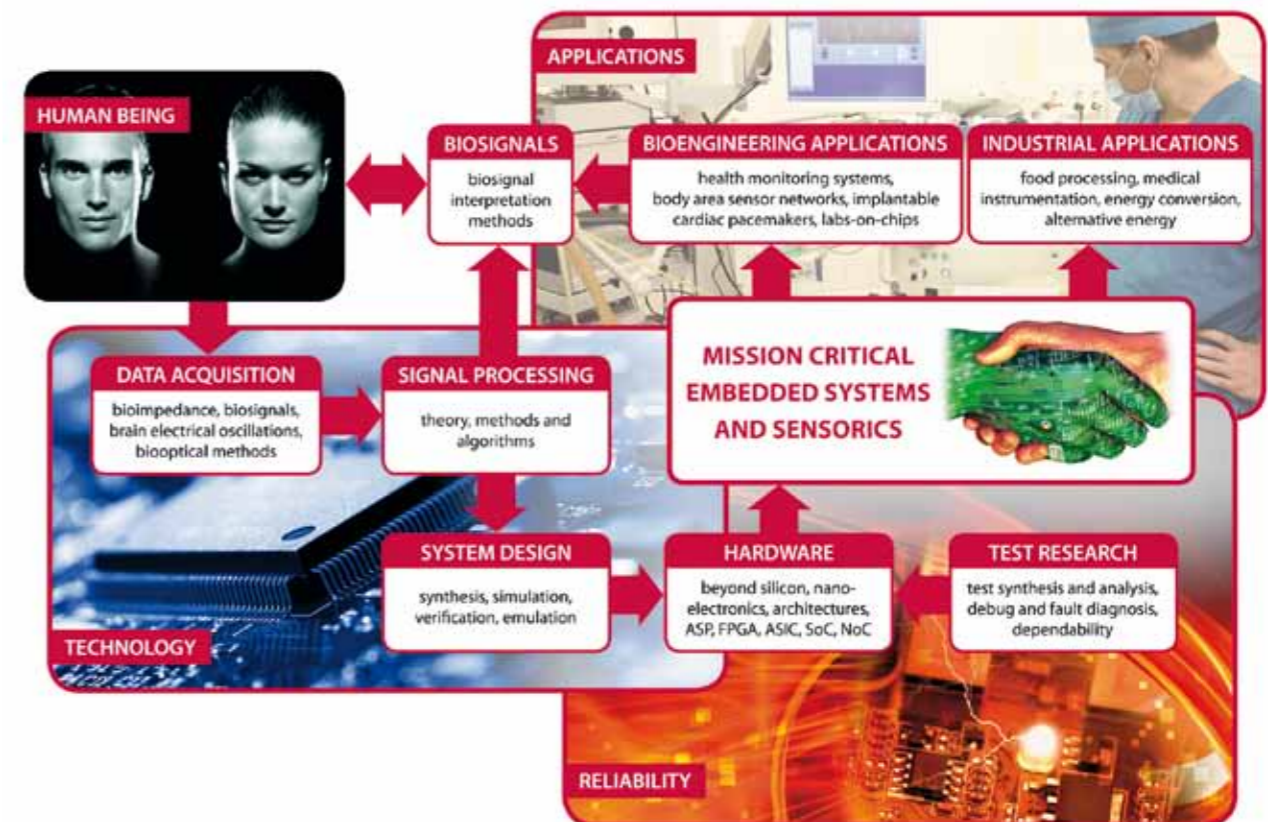 APPLICATIONS
HUMAN BEING
BIOSIGNALS
biosignal
interpretation
methods
BIOENGINEERING APPLICATIONS
health monitoring systems,
body area sensor networks, implantable
cardiac pacemakers, labs-on-chips
INDUSTRIAL APPLICATIONS
food processing, medical
instrumentation, energy conversion,
alternative energy
MISSION CRITICAL
EMBEDDED SYSTEMS
AND SENSORICS
DATA ACQUISITION
bioimpedance, biosignals,
brain electrical oscillations,
biooptical methods
SIGNAL PROCESSING
theory, methods and
algorithms
SYSTEM DESIGN
synthesis, simulation,
verification, emulation
HARDWARE
beyond silicon, nano-
electronics, architectures,
ASP, FPGA, ASIC, SoC, NoC
TEST RESEARCH
test synthesis and analysis,
debug and fault diagnosis,
dependability
TECHNOLOGY
RELIABILITY